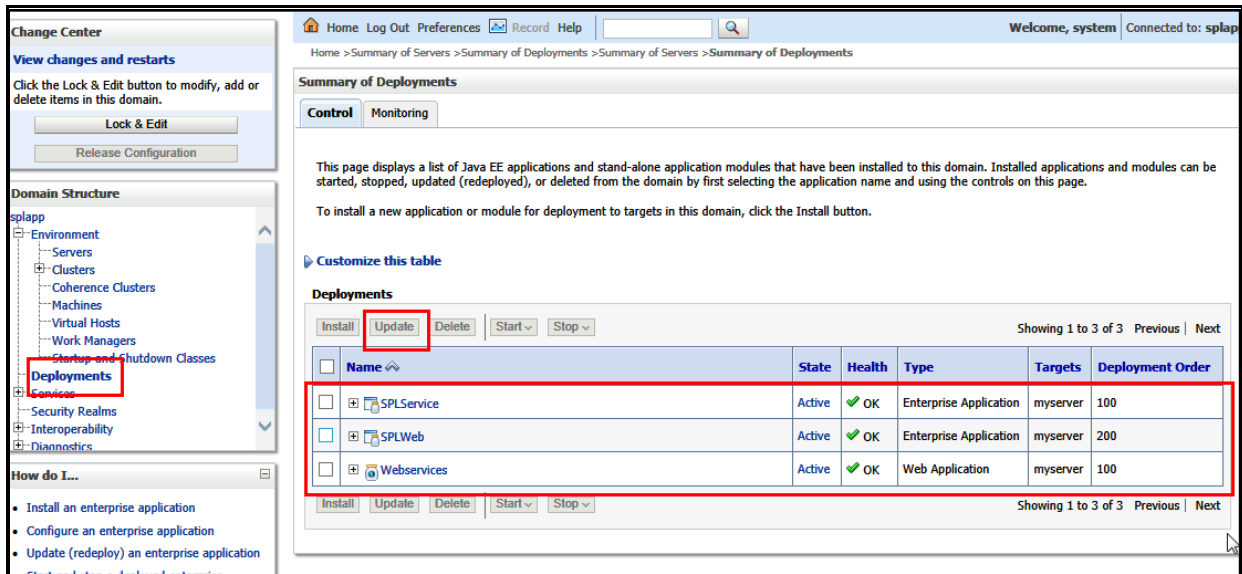 Change Center
View changes and restarts
Click the Lock & Edit button to modify, add or
delete items in this domain.
Lock & Edit
Release Configuration
Domain Structure
splapp
Environment
Servers
Clusters
Coherence Clusters
Machines
Virtual Hosts
Work Managers
Startup and Shutdown Classes
Deployments
Services
Security Realms
Interoperability
Diagnostics
How do I...
Install an enterprise application
Configure an enterprise application
Update (redeploy) an enterprise application
Start and stop a deployed enterprise
Home Log Out Preferences Record Help
Welcome, system Connected to: splapp
Home >Summary of Servers >Summary of Deployments >Summary of Servers >Summary of Deployments
Summary of Deployments
Control Monitoring
This page displays a list of Java EE applications and stand-alone application modules that have been installed to this domain. Installed applications and modules can be
started, stopped, updated (redeployed), or deleted from the domain by first selecting the application name and using the controls on this page.
To install a new application or module for deployment to targets in this domain, click the Install button.
Customize this table
Deployments
Install Update Delete Start Stop Showing 1 to 3 of 3 Previous | Next
Name State Health Type Targets Deployment Order
SPLService Active OK Enterprise Application myserver 100
SPLWeb Active OK Enterprise Application myserver 200
Webservices Active OK Web Application myserver 100
Install Update Delete Start Stop Showing 1 to 3 of 3 Previous | Next